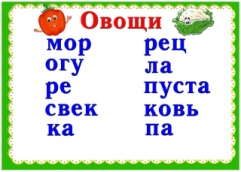 Овощи
мор рец
огу ла
ре пуста
свек ковь
ка па